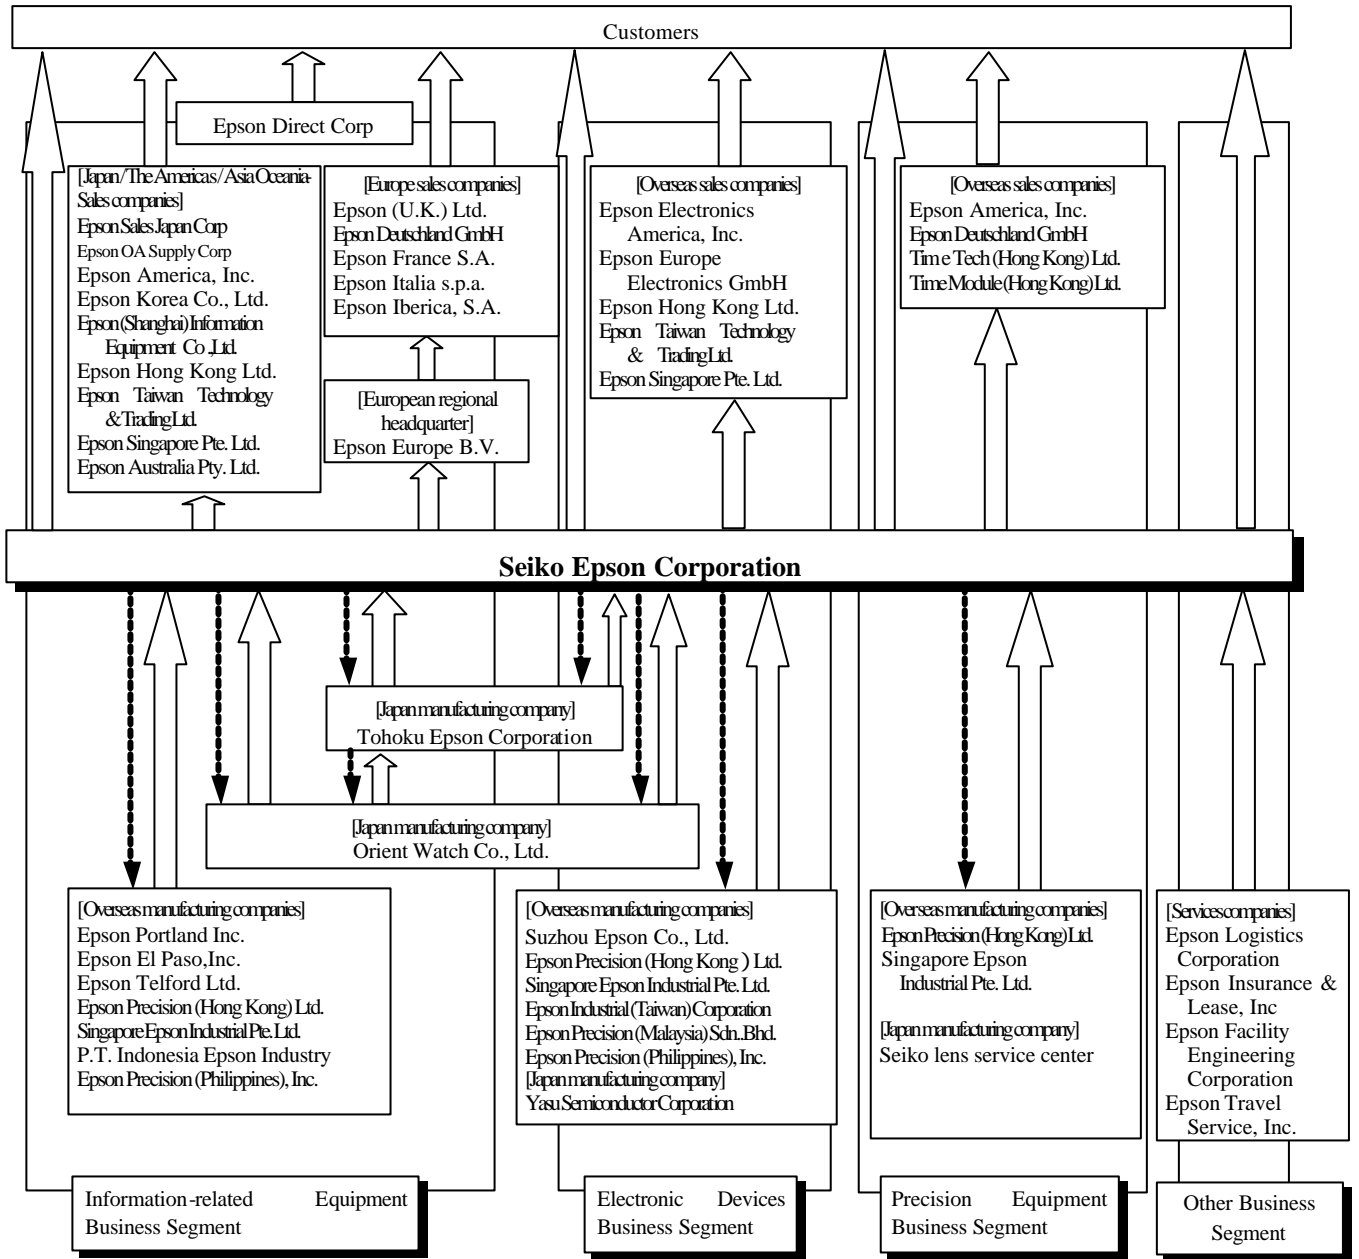 Customers
Epson Direct Corp
[Japan/The Americas/Asia Oceania-
Sales companies]
Epson Sales Japan Corp
Epson OA Supply Corp
Epson America, Inc.
Epson Korea Co., Ltd.
Epson (Shanghai) Information
Equipment Co.,Ltd.
Epson Hong Kong Ltd.
Epson Taiwan Technology
& Trading Ltd.
Epson Singapore Pte. Ltd.
Epson Australia Pty. Ltd.
[Europe sales companies]
Epson (U.K.) Ltd.
Epson Deutschland GmbH
Epson France S.A.
Epson Italia s.p.a.
Epson Iberica, S.A.
[European regional
headquarter]
Epson Europe B.V.
[Overseas sales companies]
Epson Electronics
America, Inc.
Epson Europe
Electronics GmbH
Epson Hong Kong Ltd.
Epson Taiwan Technology
& Trading Ltd.
Epson Singapore Pte. Ltd.
[Overseas sales companies]
Epson America, Inc.
Epson Deutschland GmbH
Time Tech (Hong Kong) Ltd.
Time Module (Hong Kong) Ltd.
Seiko Epson Corporation
[Japan manufacturing company]
Tohoku Epson Corporation
[Japan manufacturing company]
Orient Watch Co., Ltd.
[Overseas manufacturing companies]
Epson Portland Inc.
Epson El Paso,Inc.
Epson Telford Ltd.
Epson Precision (Hong Kong) Ltd.
Singapore Epson Industrial Pte. Ltd.
P.T. Indonesia Epson Industry
Epson Precision (Philippines), Inc.
[Overseas manufacturing companies]
Suzhou Epson Co., Ltd.
Epson Precision (Hong Kong ) Ltd.
Singapore Epson Industrial Pte. Ltd.
Epson Industrial (Taiwan) Corporation
Epson Precision (Malaysia) Sdn..Bhd.
Epson Precision (Philippines), Inc.
[Japan manufacturing company]
Yasu Semiconductor Corporation
[Overseas manufacturing companies]
Epson Precision (Hong Kong) Ltd.
Singapore Epson
Industrial Pte. Ltd.
[Japan manufacturing company]
Seiko lens service center
[Services companies]
Epson Logistics
Corporation
Epson Insurance &
Lease, Inc
Epson Facility
Engineering
Corporation
Epson Travel
Service, Inc.
Information-related Equipment
Business Segment
Electronic Devices
Business Segment
Precision Equipment
Business Segment
Other Business
Segment